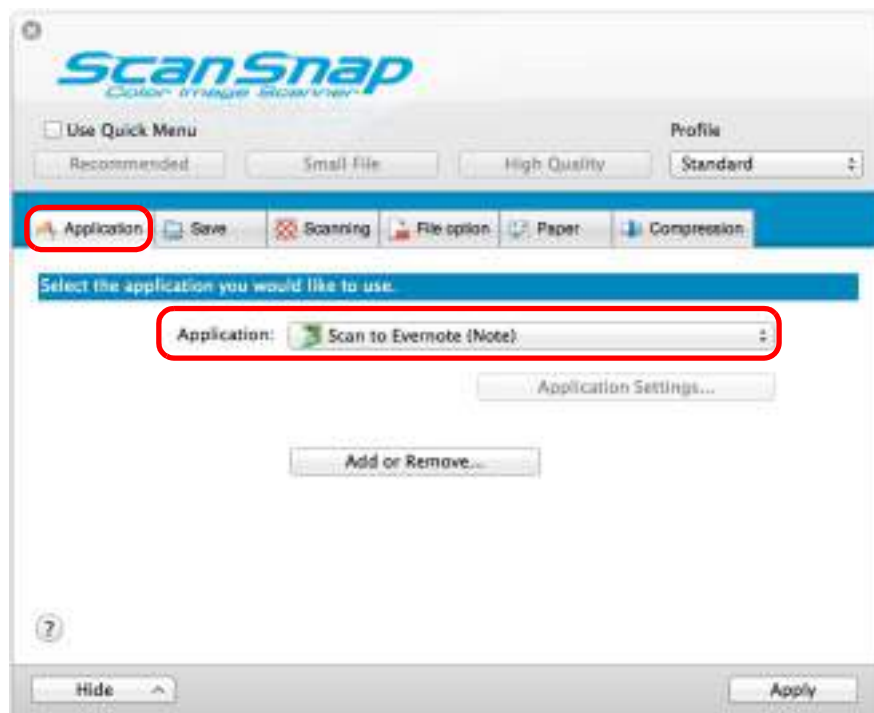 ScanSnap
Color Image Scanner
Use Quick Menu
Profile
Recommended
Small File
High Quality
Standard
Application
Save
Scanning
File option
Paper
Compression
Select the application you would like to use.
Application:
Scan to Evernote (Note)
Application Settings...
Add or Remove...
?
Hide
Apply